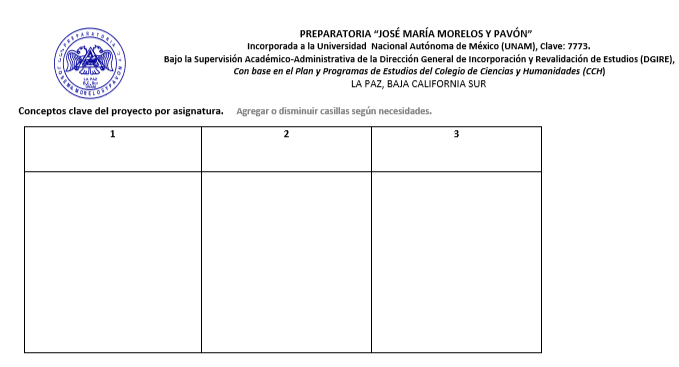 PREPARATORIA “JOSÉ MARÍA MORELOS Y PAVÓN”
Incorporada a la Universidad Nacional Autónoma de México (UNAM), Clave: 7773.
Bajo la Supervisión Académico-Administrativa de la Dirección General de Incorporación y Revalidación de Estudios (DGIRE),
Con base en el Plan y Programas de Estudios del Colegio de Ciencias y Humanidades (CCH)
LA PAZ, BAJA CALIFORNIA SUR
PREPARATORIA
LA PAZ
Conceptos clave del proyecto por asignatura. Agregar o disminuir casillas según necesidades.
1 2 3